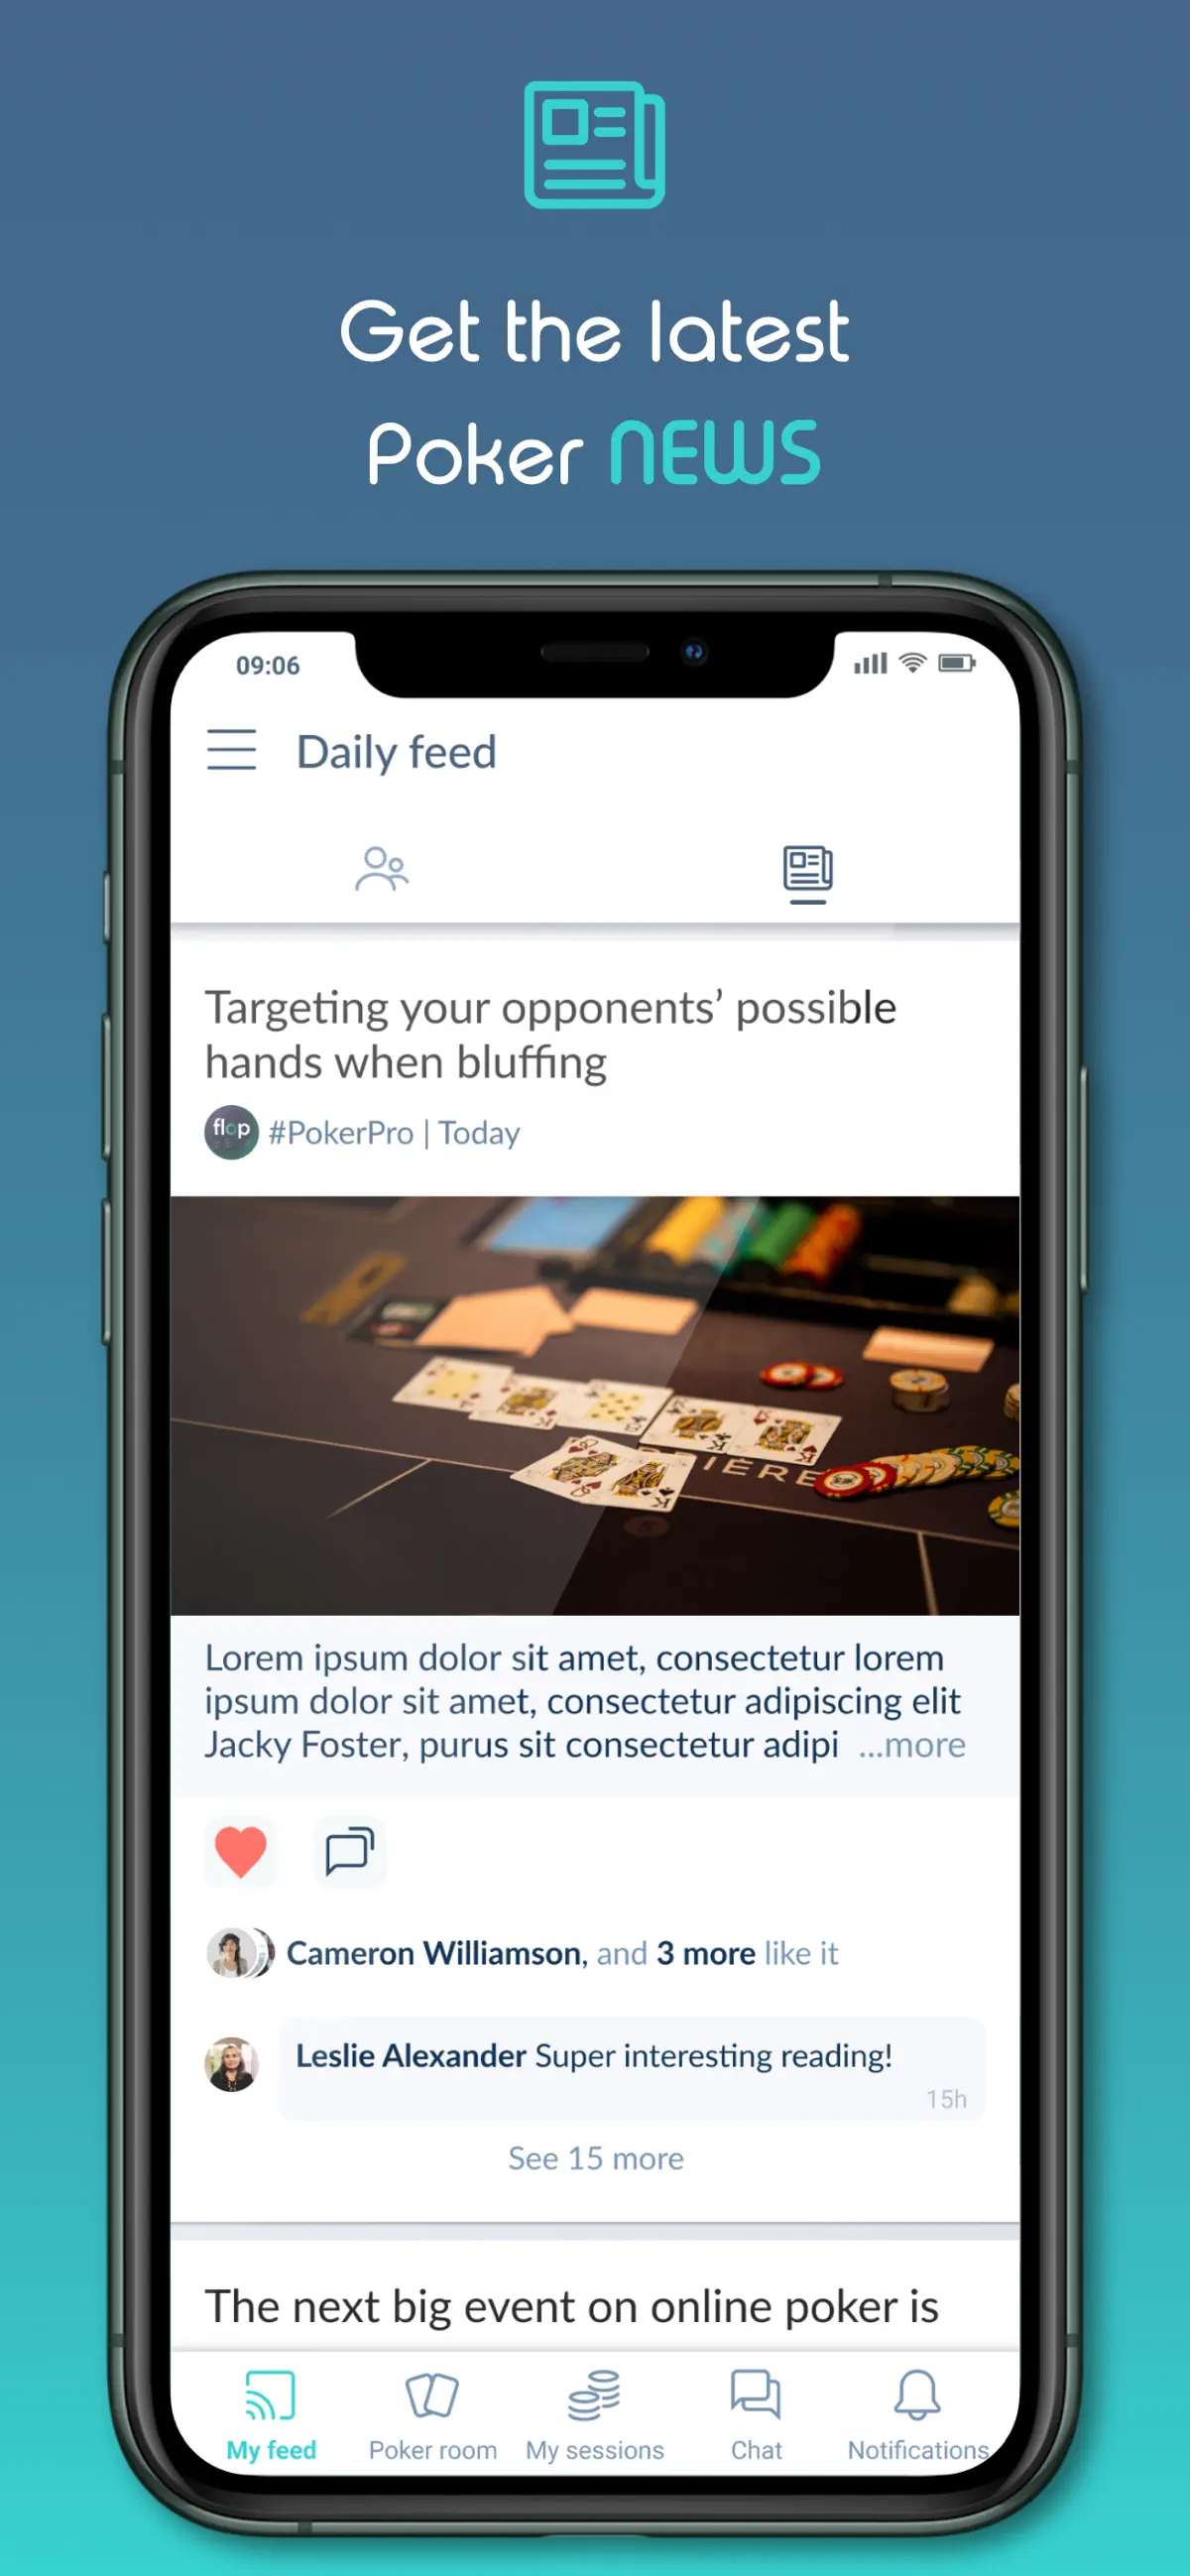 Get the latest
Poker NEWS
09:06
Daily feed
Targeting your opponents’ possible
hands when bluffing
flop
#PokerPro | Today
IÈRE
Lorem ipsum dolor sit amet, consectetur lorem
ipsum dolor sit amet, consectetur adipiscing elit
Jacky Foster, purus sit consectetur adipi ...more
Cameron Williamson, and 3 more like it
Leslie Alexander Super interesting reading!
15h
See 15 more
The next big event on online poker is
My feed
Poker room
My sessions
Chat
Notifications